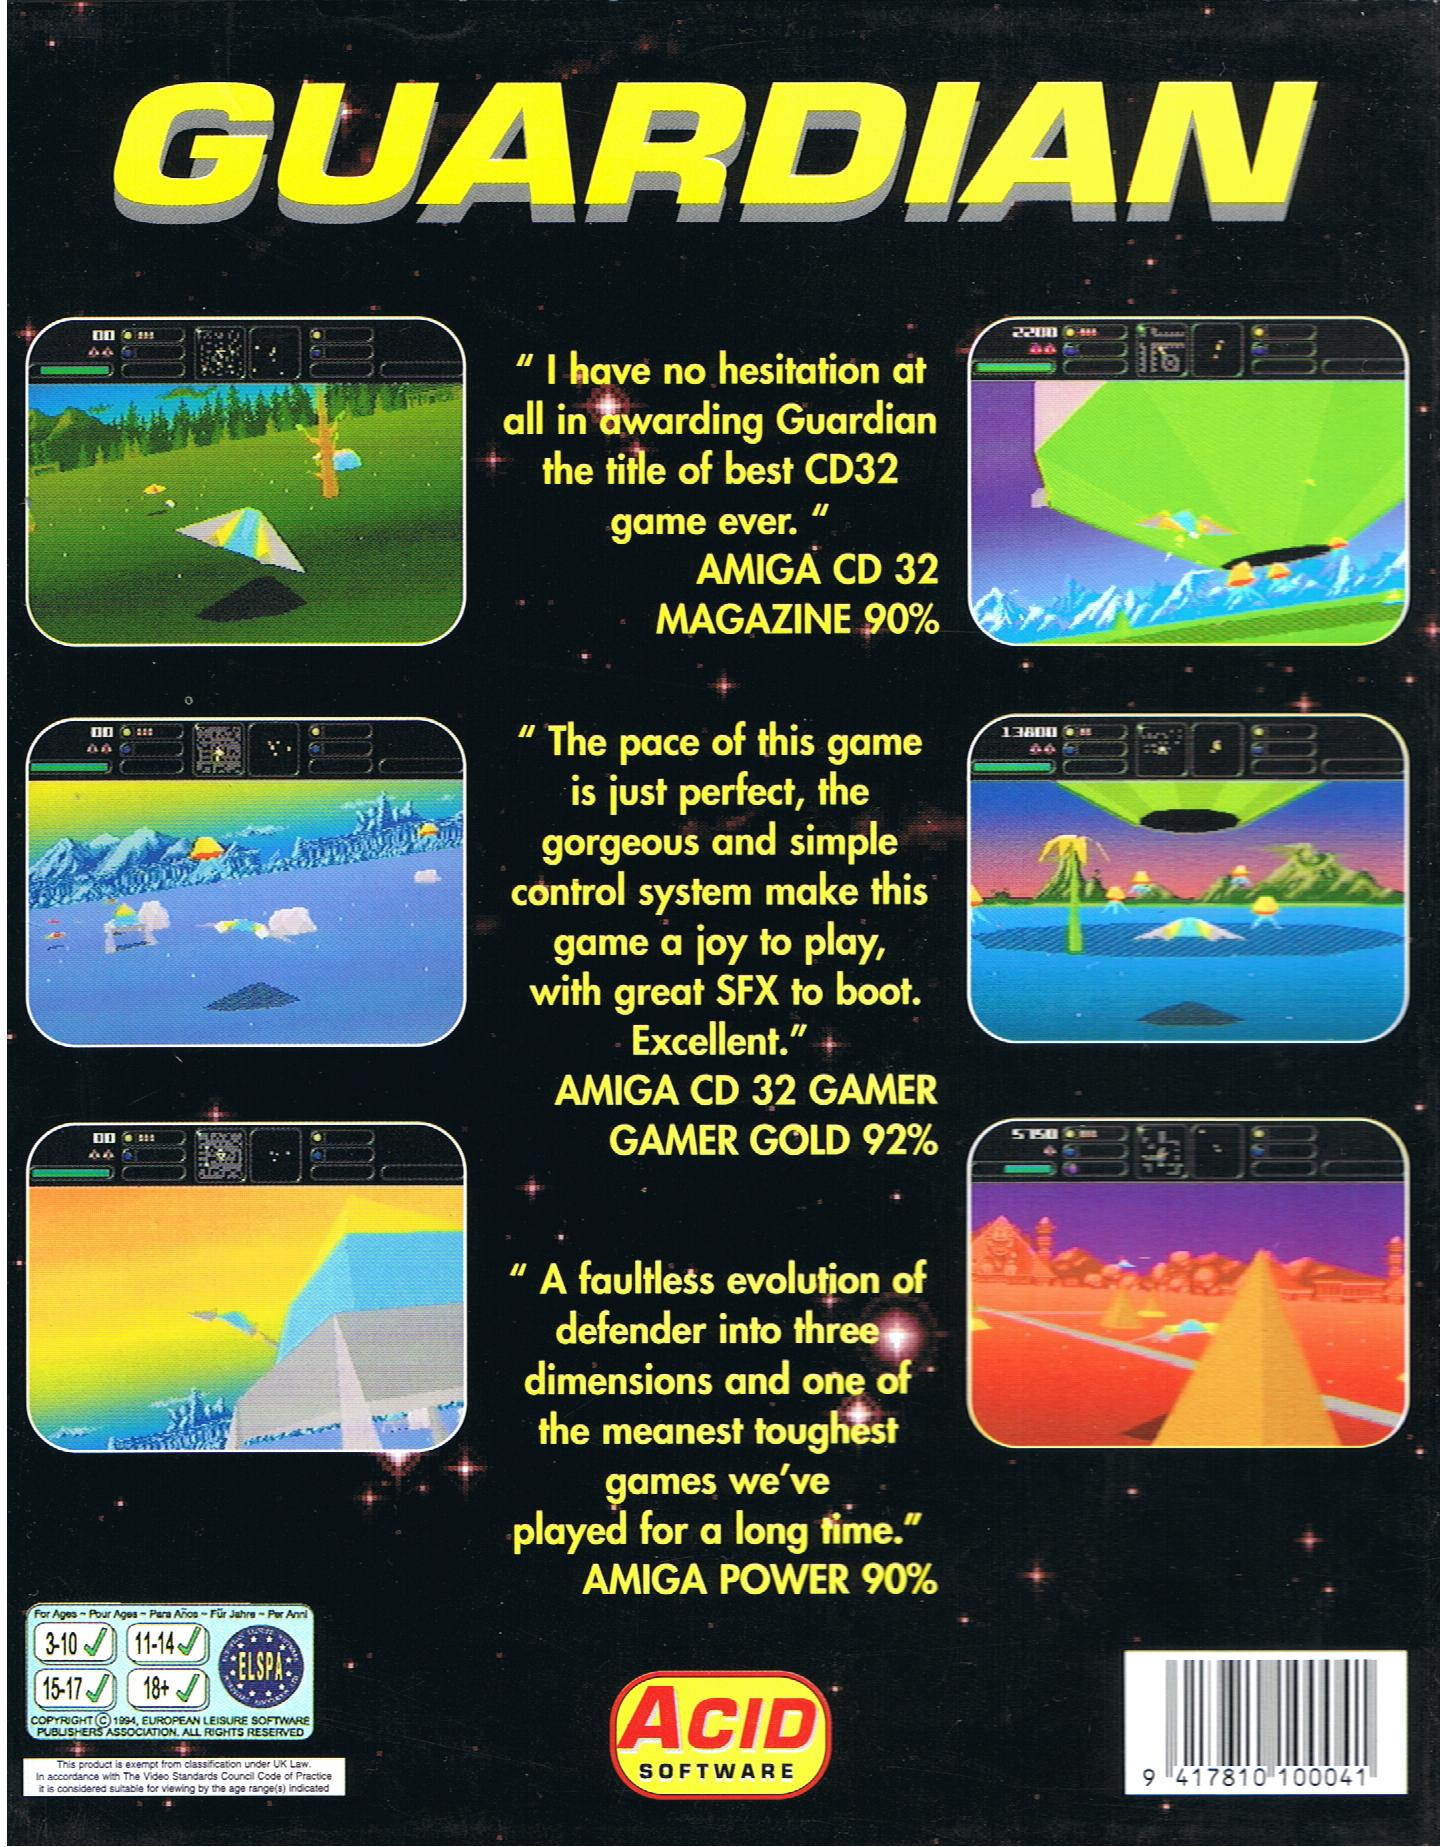 GUARDIAN
00
2200
“ I have no hesitation at
all in awarding Guardian
the title of best CD32
game ever. “
AMIGA CD 32
MAGAZINE 90%
00
13800
“ The pace of this game
is just perfect, the
gorgeous and simple
control system make this
game a joy to play,
with great SFX to boot.
Excellent.”
AMIGA CD 32 GAMER
GAMER GOLD 92%
00
5750
“ A faultless evolution of
defender into three
dimensions and one of
the meanest toughest
games we’ve
played for a long time.”
AMIGA POWER 90%
For Ages ~ Pour Ages ~ Para Años ~ Für Jahre ~ Per Anni
3-10 11-14
15-17 18+
ELSPA
COPYRIGHT © 1994, EUROPEAN LEISURE SOFTWARE
PUBLISHERS ASSOCIATION. ALL RIGHTS RESERVED
This product is exempt from classification under UK Law.
In accordance with The Video Standards Council Code of Practice
it is considered suitable for viewing by the age range(s) indicated
ACID
SOFTWARE
9 417810 100041